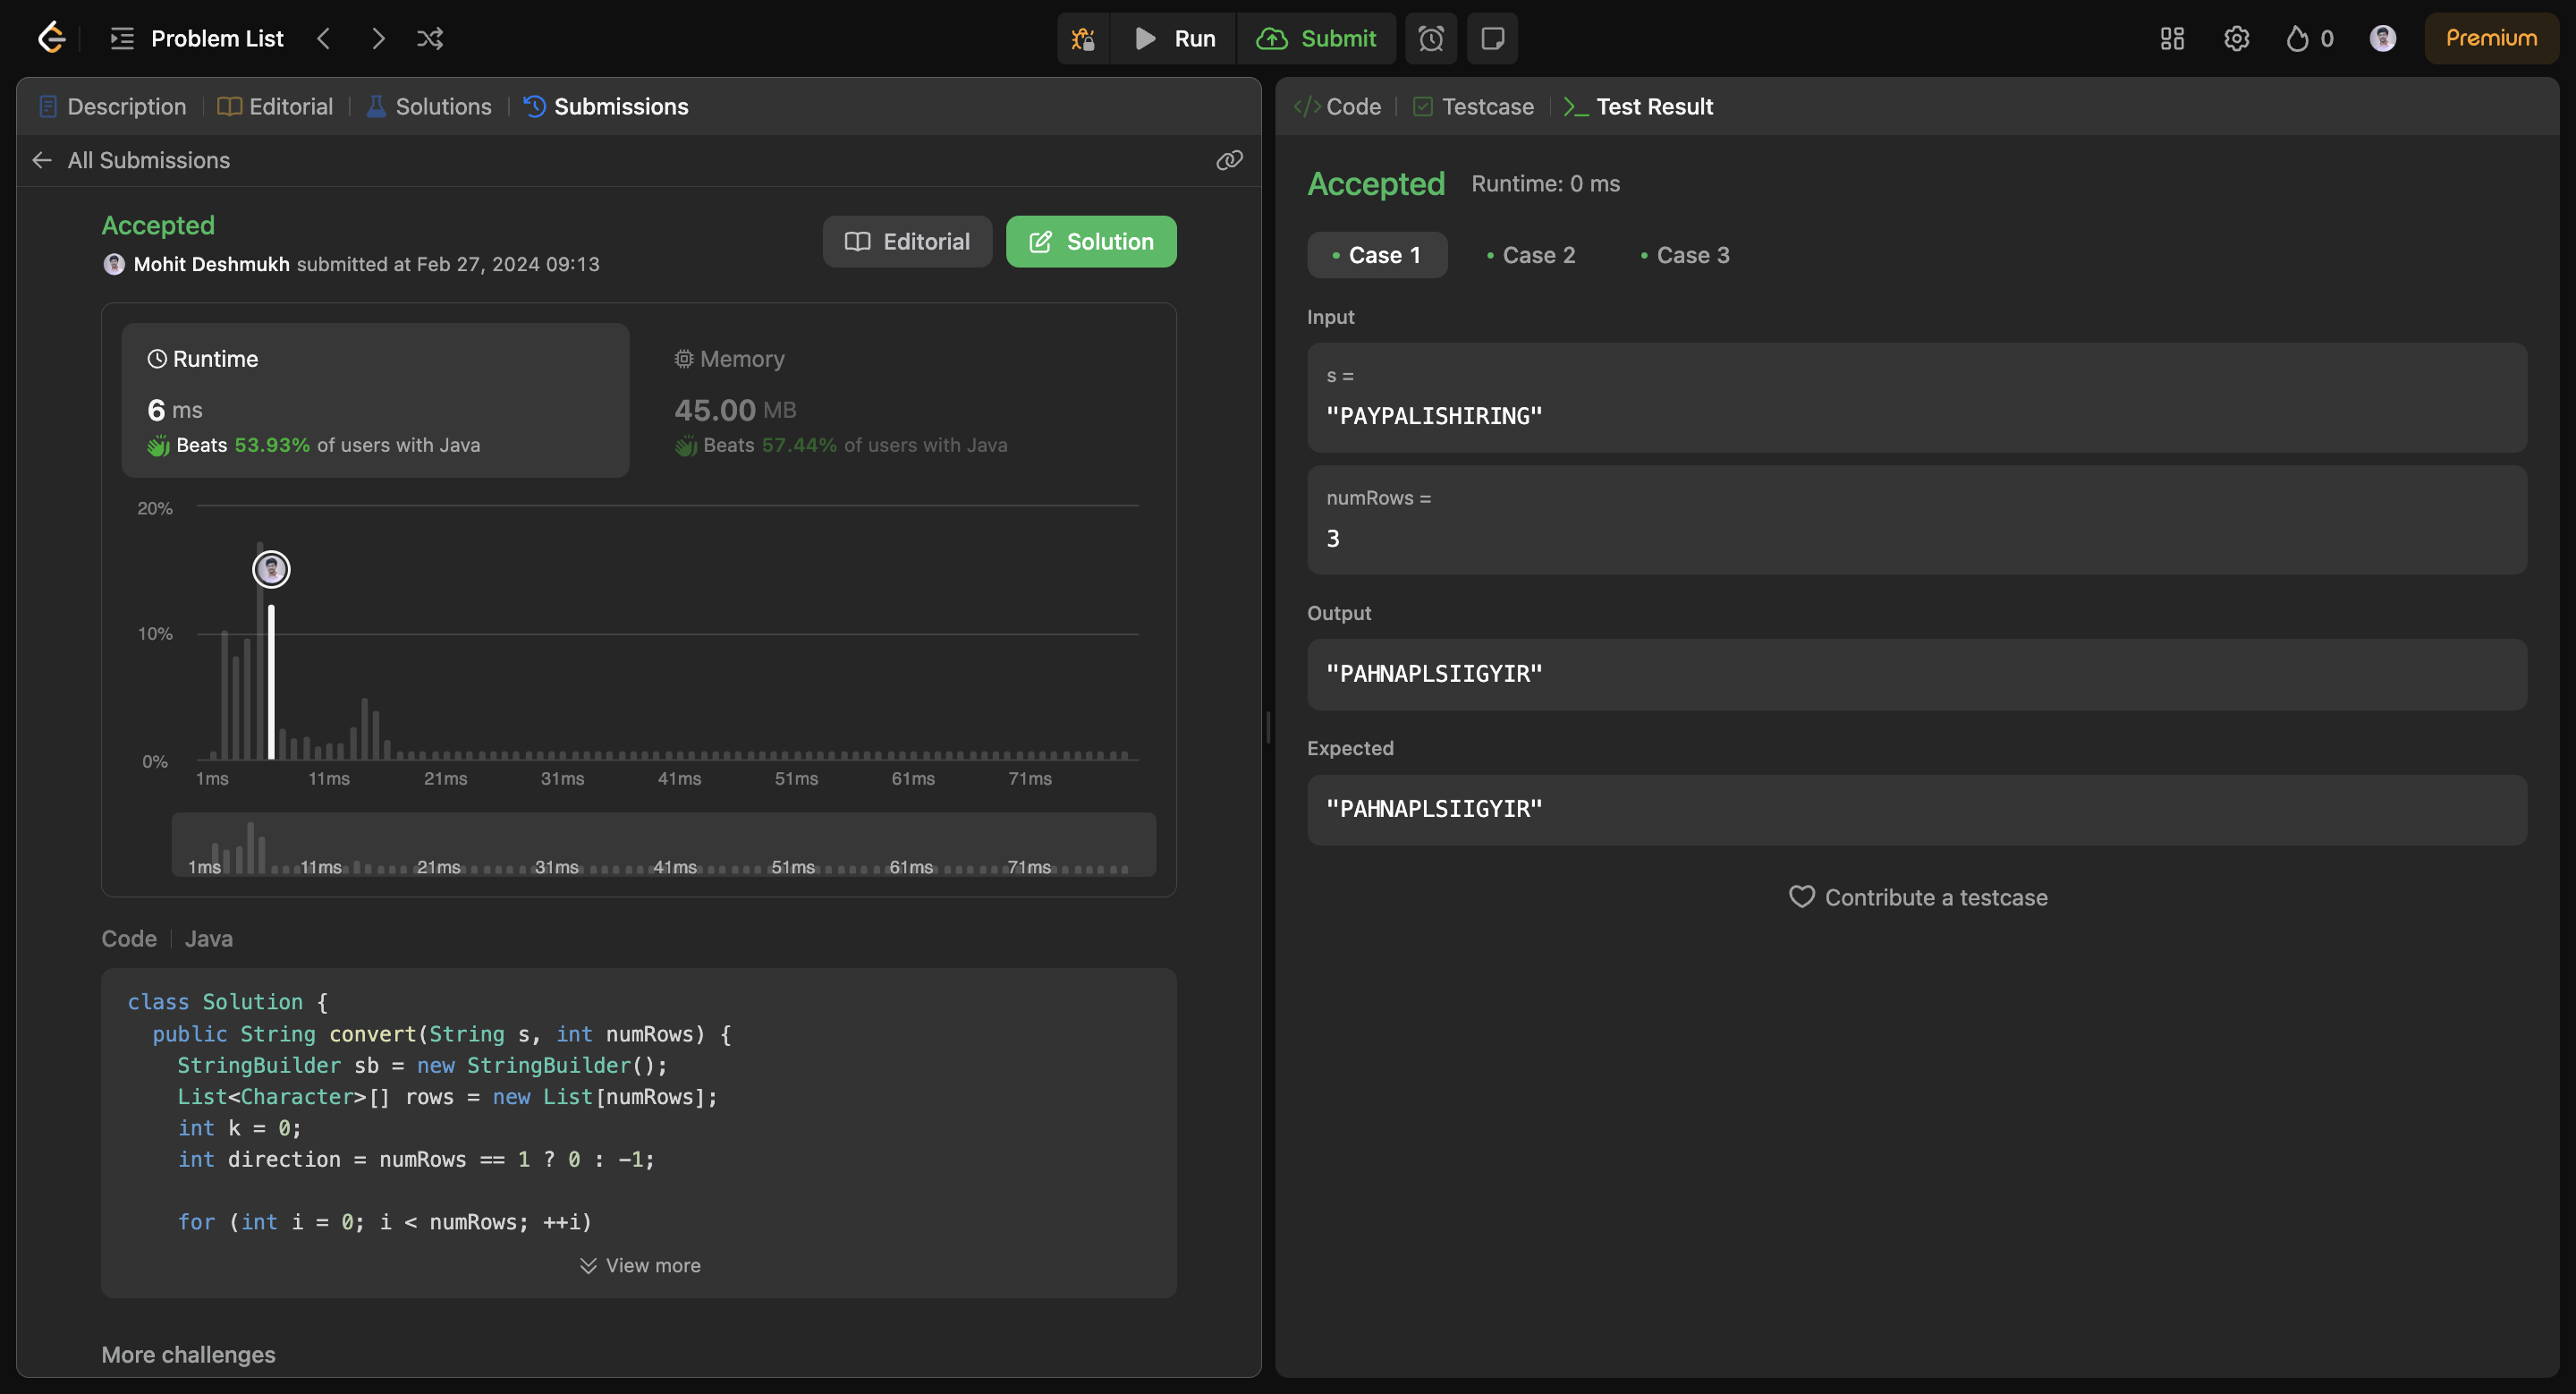 Problem List
Run
Submit
0
Premium
Description
Editorial
Solutions
Submissions
All Submissions
Accepted
Mohit Deshmukh submitted at Feb 27, 2024 09:13
Editorial
Solution
Runtime
6 ms
Beats 53.93% of users with Java
Memory
45.00 MB
Beats 57.44% of users with Java
20%
10%
0%
1ms 11ms 21ms 31ms 41ms 51ms 61ms 71ms
1ms 11ms 21ms 31ms 41ms 51ms 61ms 71ms
Code
Java
class Solution {
  public String convert(String s, int numRows) {
    StringBuilder sb = new StringBuilder();
    List<Character>[] rows = new List[numRows];
    int k = 0;
    int direction = numRows == 1 ? 0 : -1;
    for (int i = 0; i < numRows; ++i)
View more
More challenges
Code
Testcase
Test Result
Accepted
Runtime: 0 ms
Case 1
Case 2
Case 3
Input
s =
"PAYPALISHIRING"
numRows =
3
Output
"PAHNAPLSIIGYIR"
Expected
"PAHNAPLSIIGYIR"
Contribute a testcase